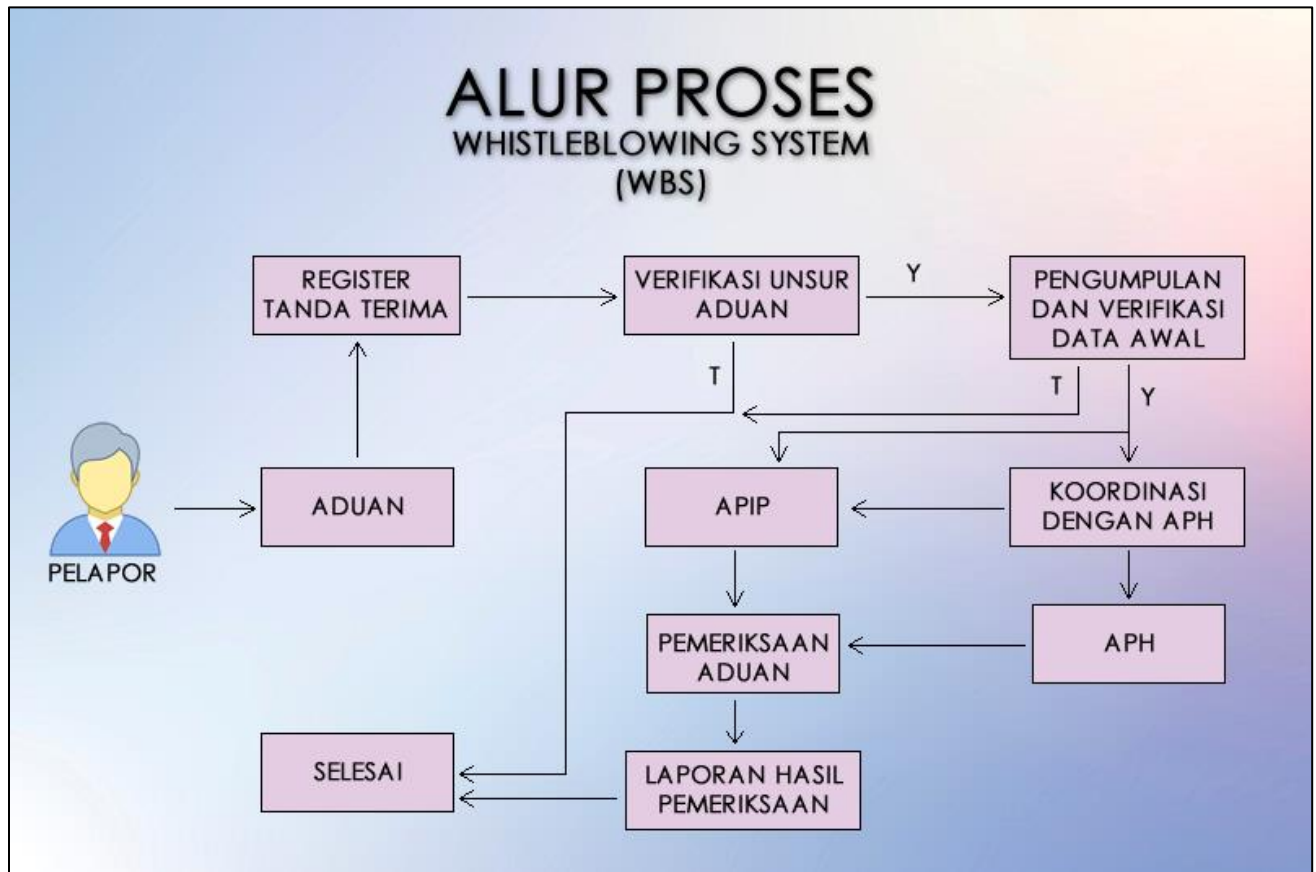 ALUR PROSES
WHISTLEBLOWING SYSTEM
(WBS)
REGISTER
TANDA TERIMA
VERIFIKASI UNSUR
ADUAN
Y
PENGUMPULAN
DAN VERIFIKASI
DATA AWAL
T
T
Y
PELAPOR
ADUAN
APIP
KOORDINASI
DENGAN APH
PEMERIKSAAN
ADUAN
APH
SELESAI
LAPORAN HASIL
PEMERIKSAAN